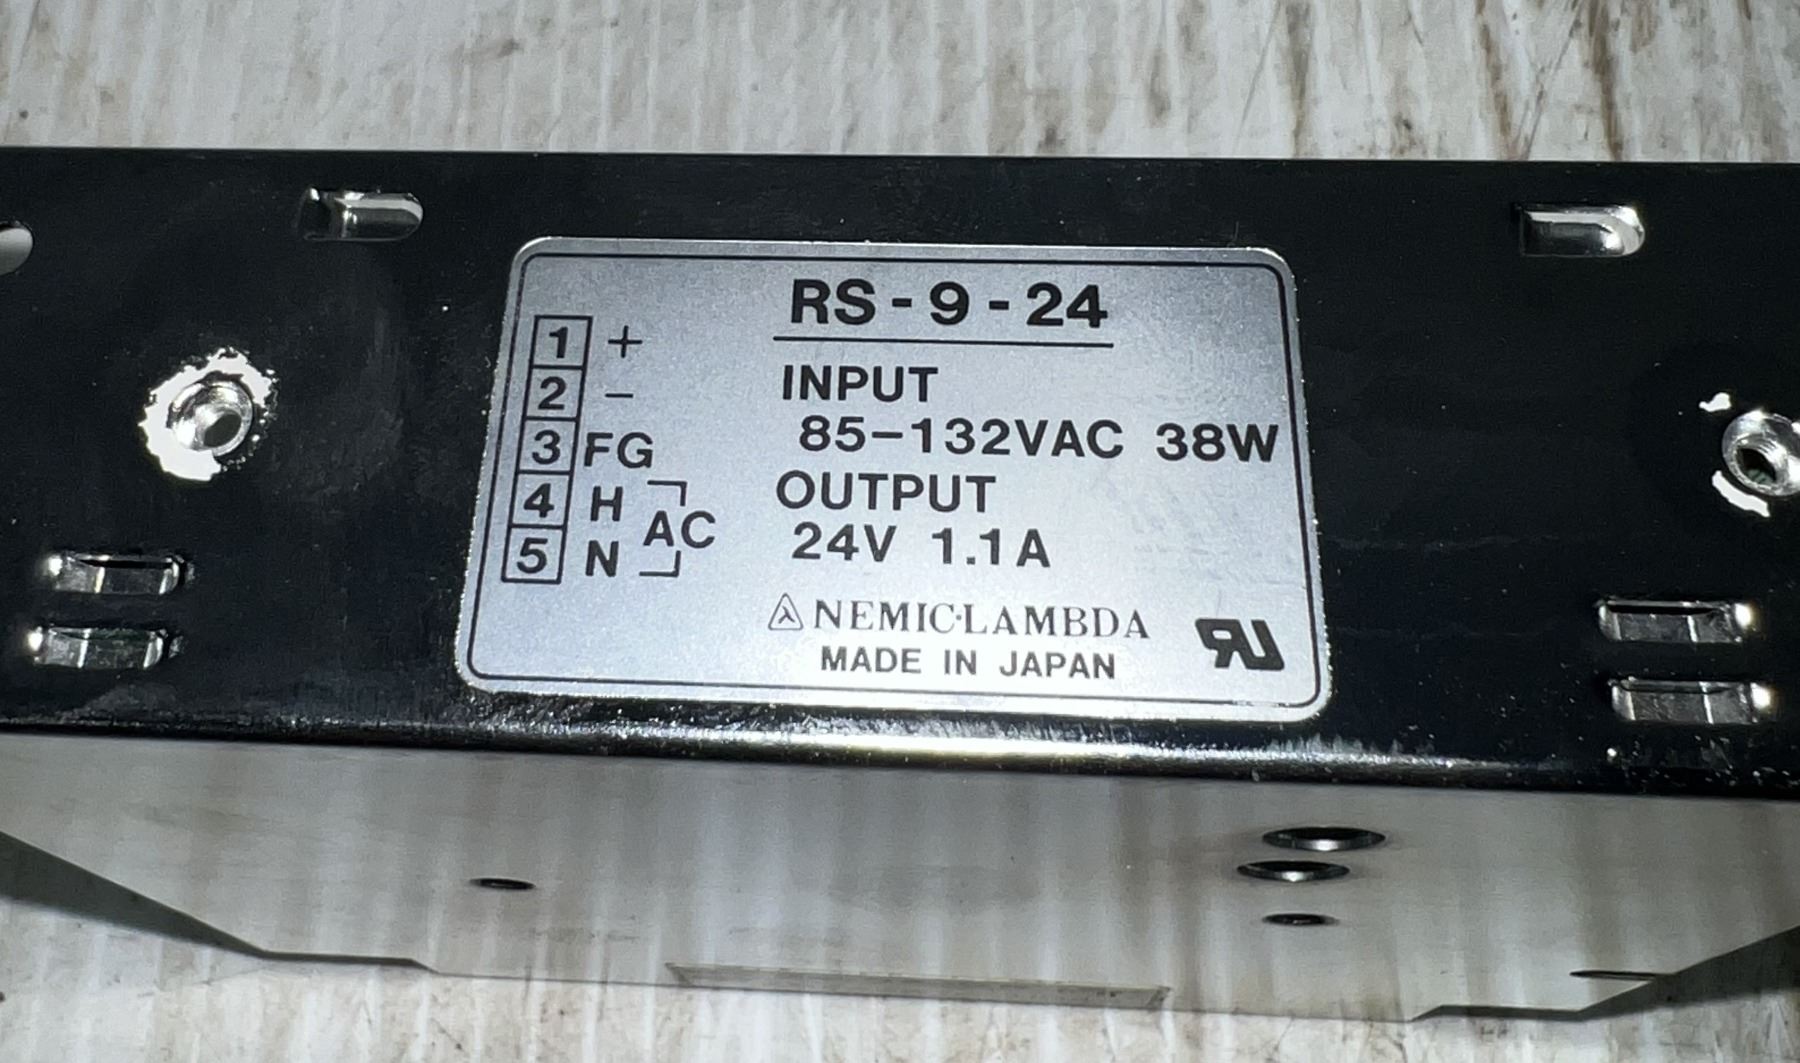 RS-9-24
1 +
2 -
3 FG
4 H
5 N
AC
INPUT
85-132VAC 38W
OUTPUT
24V 1.1A
NEMIC·LAMBDA
MADE IN JAPAN
RU